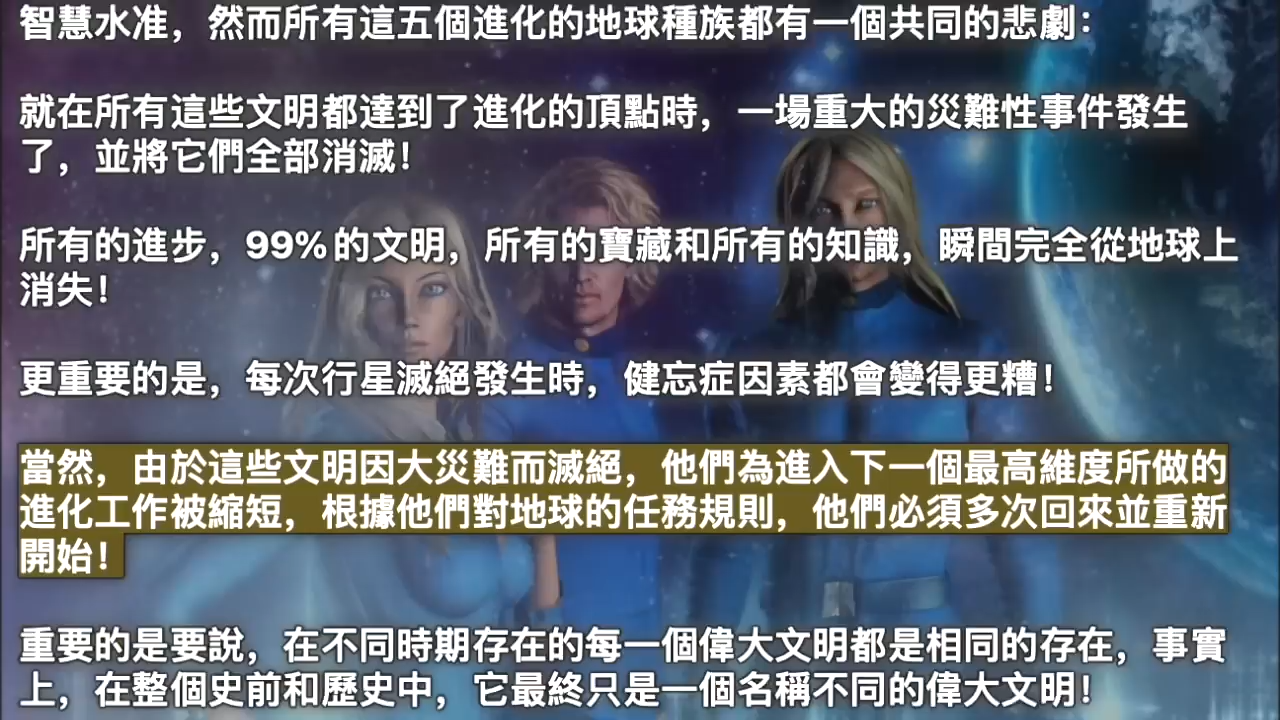 智慧水准，然而所有這五個進化的地球種族都有一個共同的悲劇：
就在所有這些文明都達到了進化的頂點時，一場重大的災難性事件發生
了，並將它們全部消滅！
所有的進步，99%的文明，所有的寶藏和所有的知識，瞬間完全從地球上
消失！
更重要的是，每次行星滅絕發生時，健忘症因素都會變得更糟！
當然，由於這些文明因大災難而滅絕，他們為進入下一個最高維度所做的
進化工作被縮短，根據他們對地球的任務規則，他們必須多次回來並重新
開始！
重要的是要說，在不同時期存在的每一個偉大文明都是相同的存在，事實
上，在整個史前和歷史中，它最終只是一個名稱不同的偉大文明！